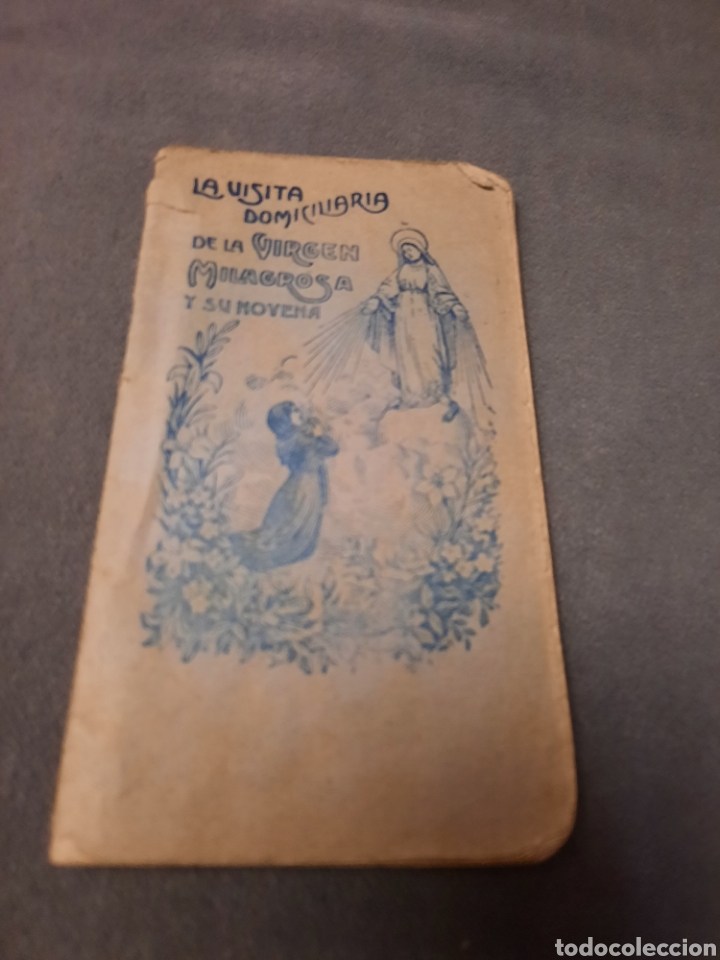 LA VISITA
DOMICILIARIA
DE LA VIRGEN
MILAGROSA
Y SU NOVENA
todocoleccion